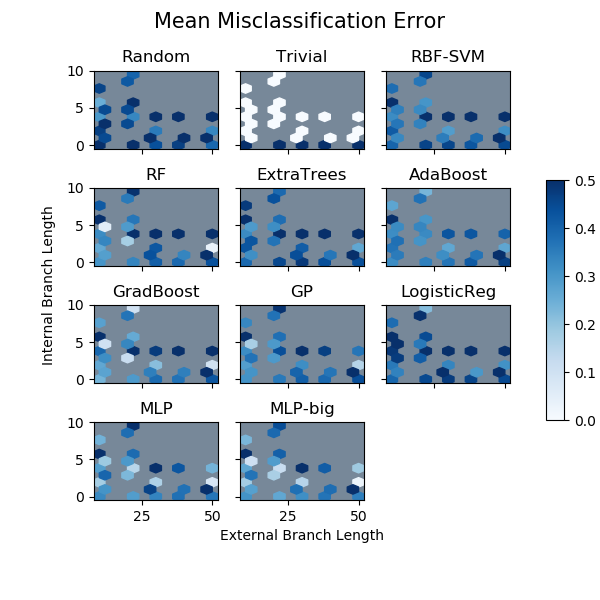 Mean Misclassification Error
Random Trivial RBF-SVM
10
5
0
RF ExtraTrees AdaBoost
10
5
0
GradBoost GP LogisticReg
10
5
0
MLP MLP-big
10
5
0
25 50 25 50
External Branch Length
Internal Branch Length
0.5
0.4
0.3
0.2
0.1
0.0